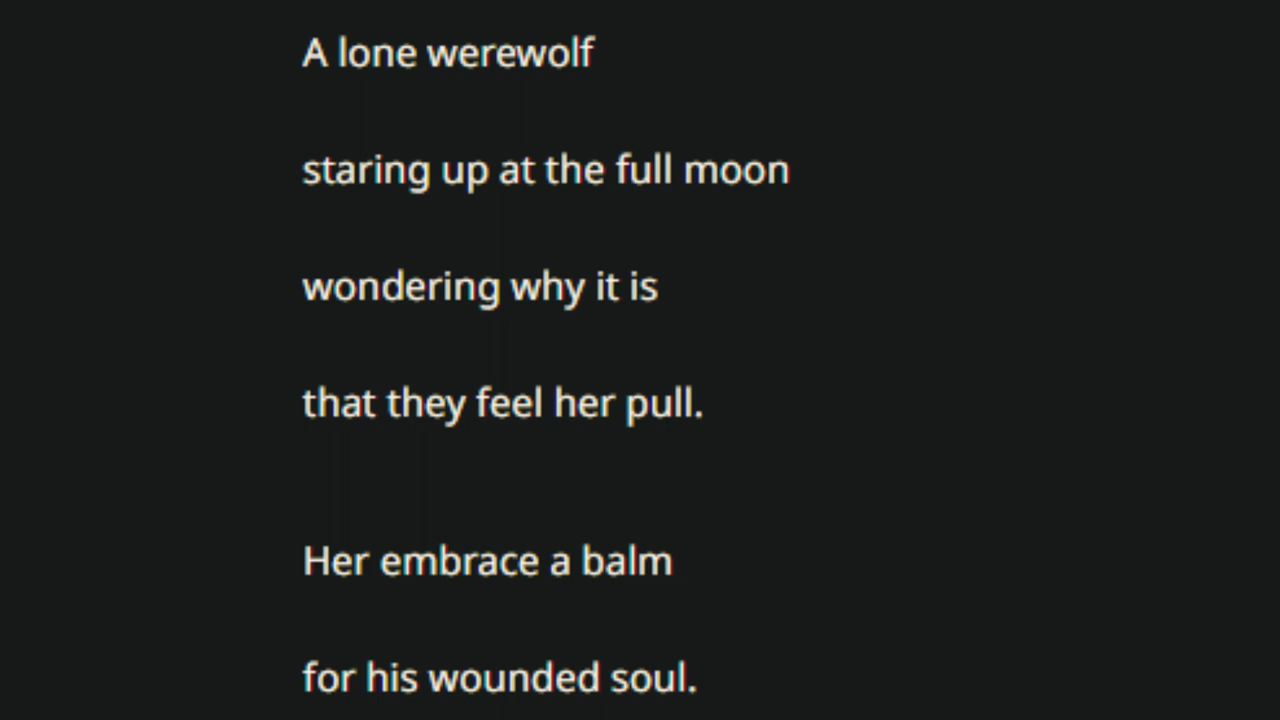 A lone werewolf
staring up at the full moon
wondering why it is
that they feel her pull.
Her embrace a balm
for his wounded soul.